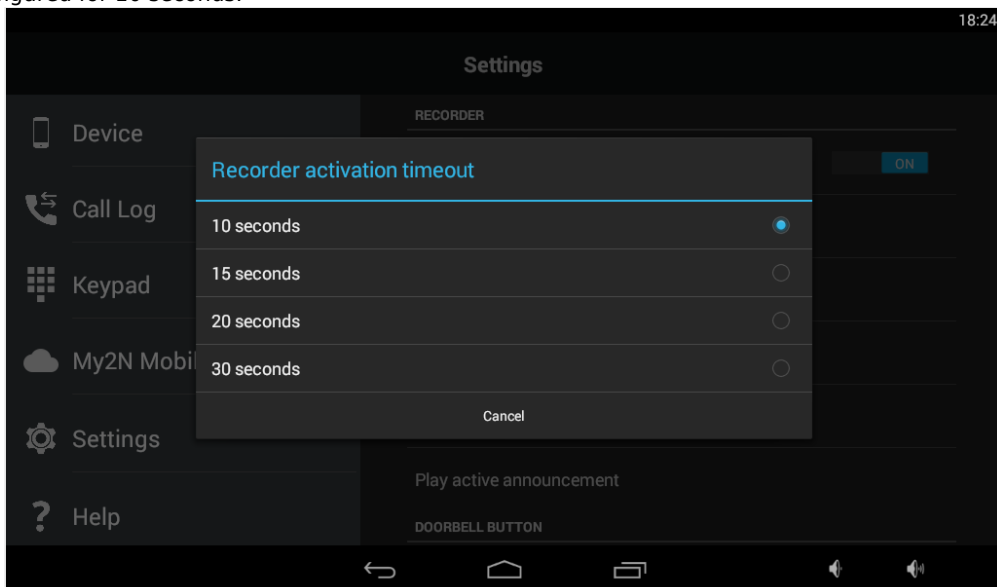 18:24
Settings
Device
Call Log
Keypad
My2N Mobil
Settings
Help
RECORDER
ON
Recorder activation timeout
10 seconds
15 seconds
20 seconds
30 seconds
Cancel
Play active announcement
DOORBELL BUTTON